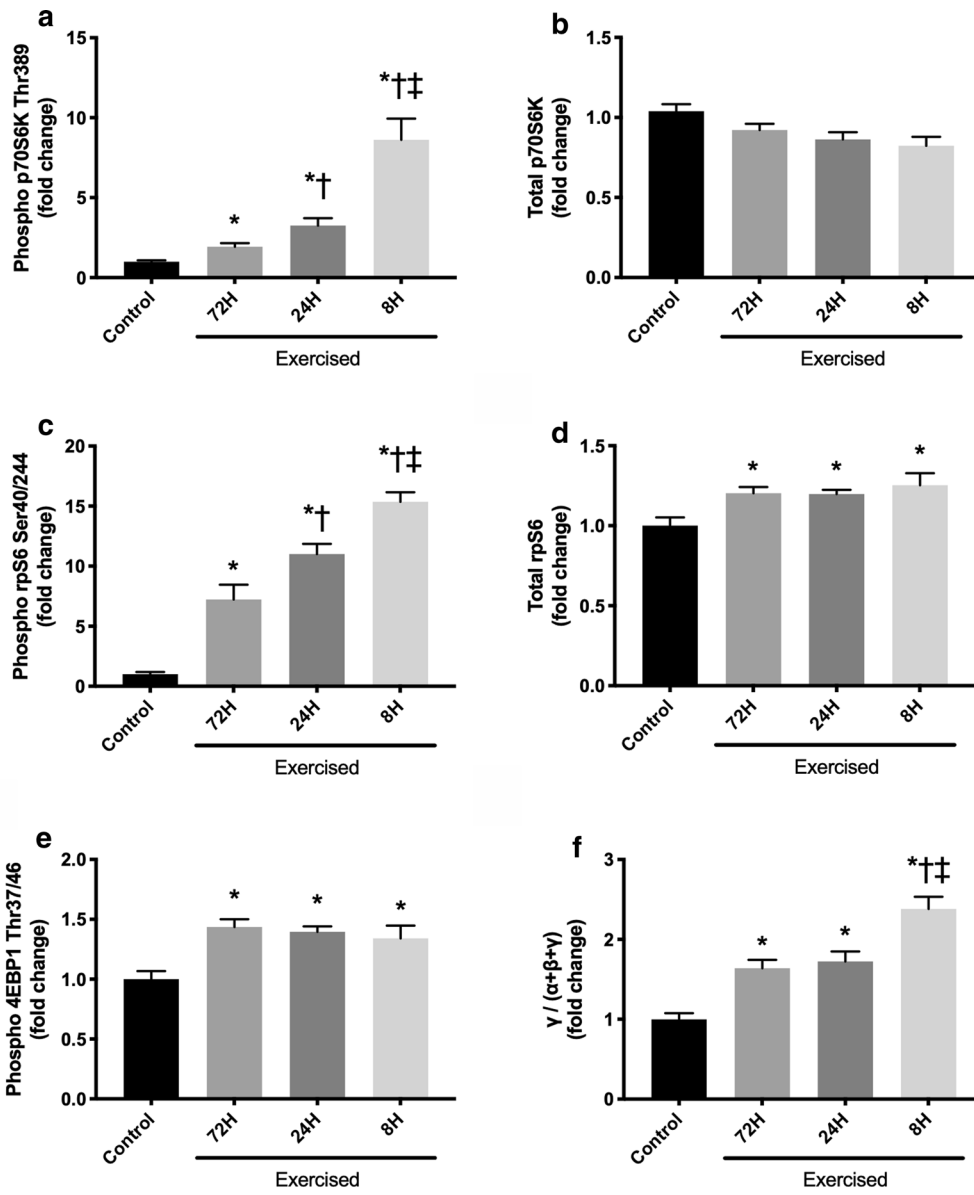 a
Phospho p70S6K Thr389
(fold change)
15
10
5
0
*
*†
*†‡
Control
72H
24H
8H
Exercised
b
Total p70S6K
(fold change)
1.5
1.0
0.5
0.0
Control
72H
24H
8H
Exercised
c
Phospho rpS6 Ser40/244
(fold change)
20
15
10
5
0
*
*†
*†‡
Control
72H
24H
8H
Exercised
d
Total rpS6
(fold change)
1.5
1.0
0.5
0.0
*
*
*
Control
72H
24H
8H
Exercised
e
Phospho 4EBP1 Thr37/46
(fold change)
2.0
1.5
1.0
0.5
0.0
*
*
*
Control
72H
24H
8H
Exercised
f
γ / (α+β+γ)
(fold change)
3
2
1
0
*
*
*†‡
Control
72H
24H
8H
Exercised